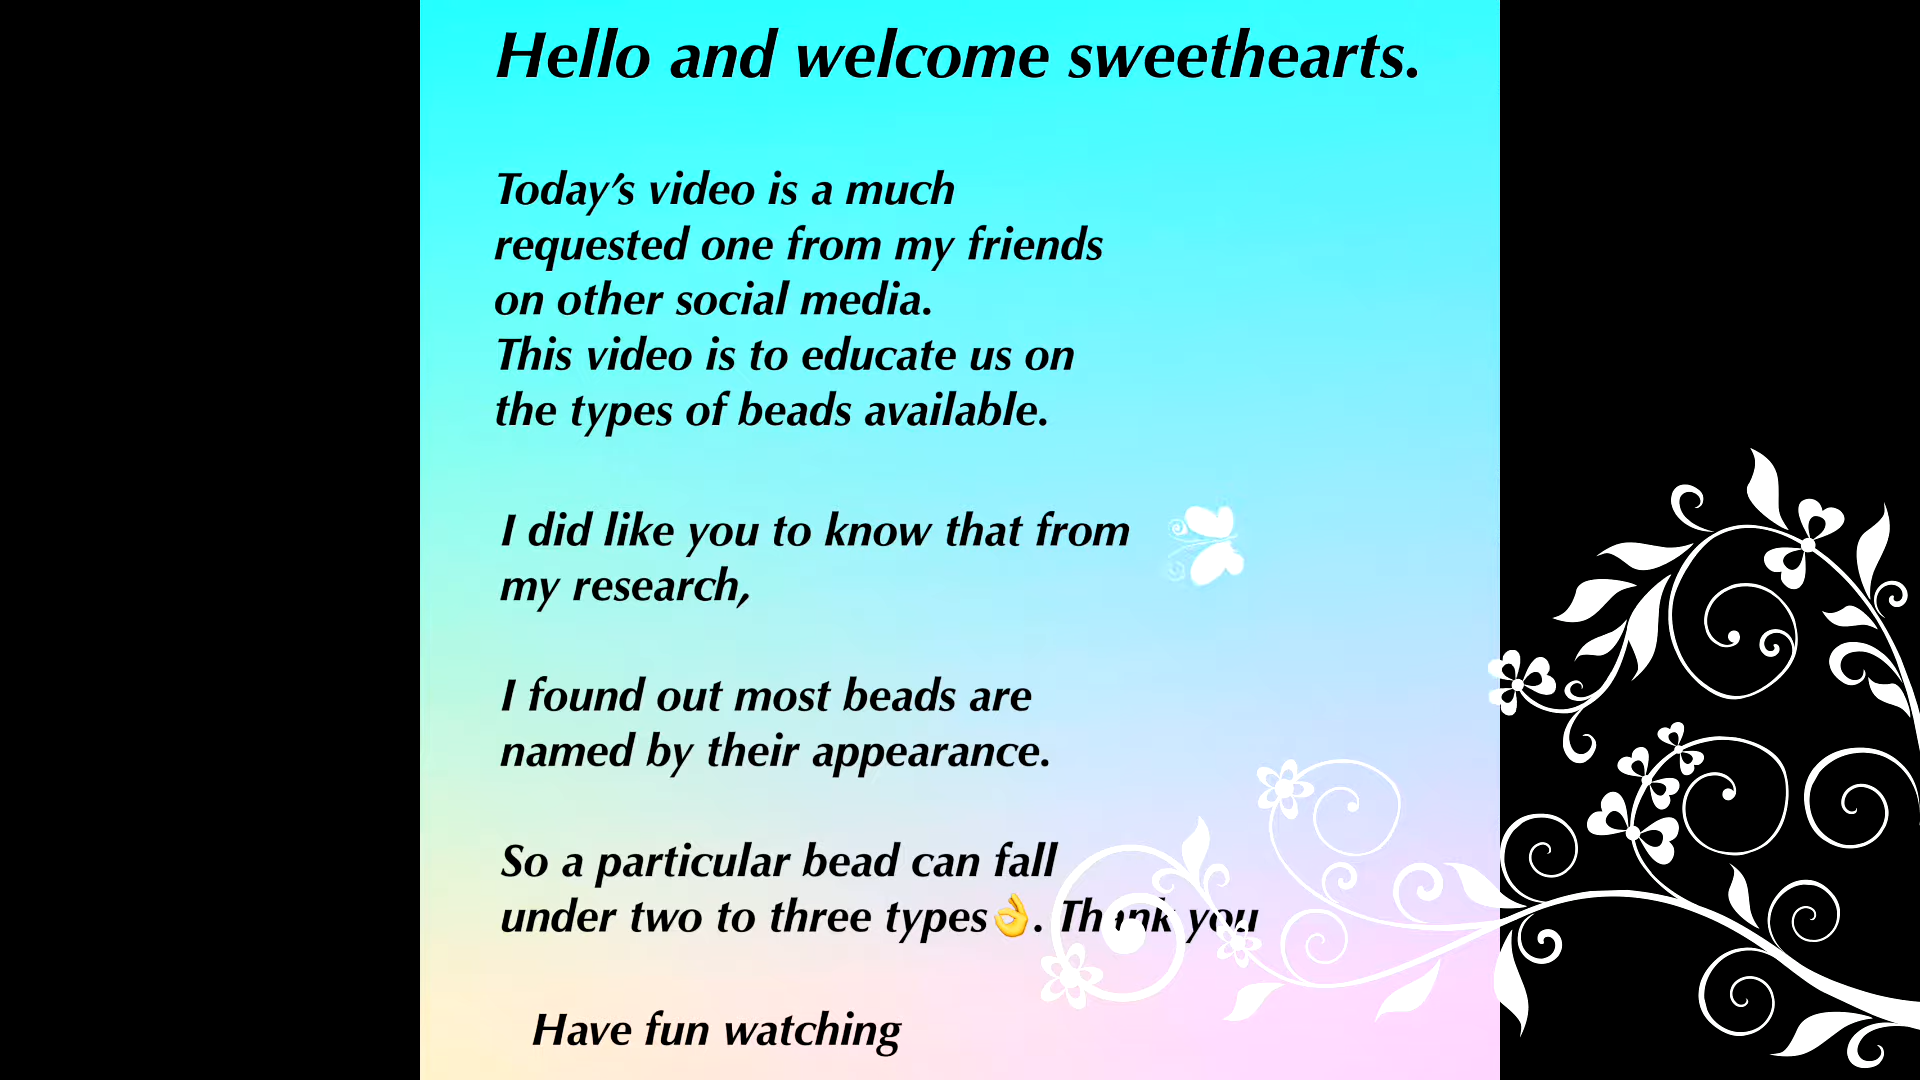 Hello and welcome sweethearts.
Today’s video is a much
requested one from my friends
on other social media.
This video is to educate us on
the types of beads available.
I did like you to know that from
my research,
I found out most beads are
named by their appearance.
So a particular bead can fall
under two to three types👌. Thank you
Have fun watching